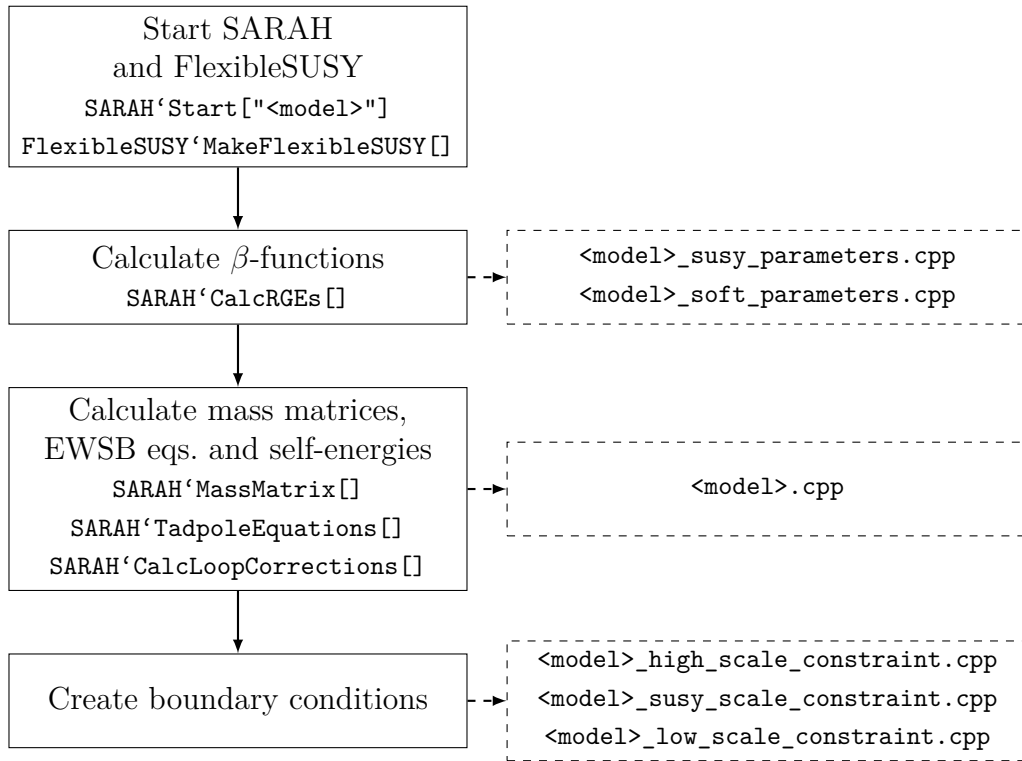 Start SARAH
and FlexibleSUSY
SARAH‘Start["<model>"]
FlexibleSUSY‘MakeFlexibleSUSY[]
Calculate β-functions
SARAH‘CalcRGEs[]
<model>_susy_parameters.cpp
<model>_soft_parameters.cpp
Calculate mass matrices,
EWSB eqs. and self-energies
SARAH‘MassMatrix[]
SARAH‘TadpoleEquations[]
SARAH‘CalcLoopCorrections[]
<model>.cpp
Create boundary conditions
<model>_high_scale_constraint.cpp
<model>_susy_scale_constraint.cpp
<model>_low_scale_constraint.cpp